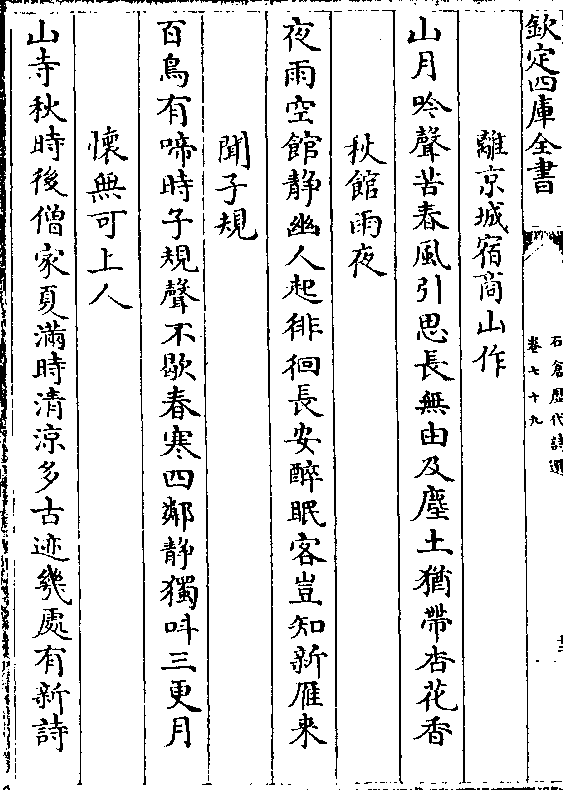 欽定四庫全書
石倉歷代詩選
卷七十九
離京城宿商山作
山月吟聲苦春風引思長無由及塵土猶帶杏花香
秋館雨夜
夜雨空館静幽人起徘徊長安醉眠客豈知新雁来
聞子規
百鳥有啼時子規聲不歇春寒四鄰静獨呌三更月
懷無可上人
山寺秋時後僧家夏滿時清涼多古迹幾處有新詩